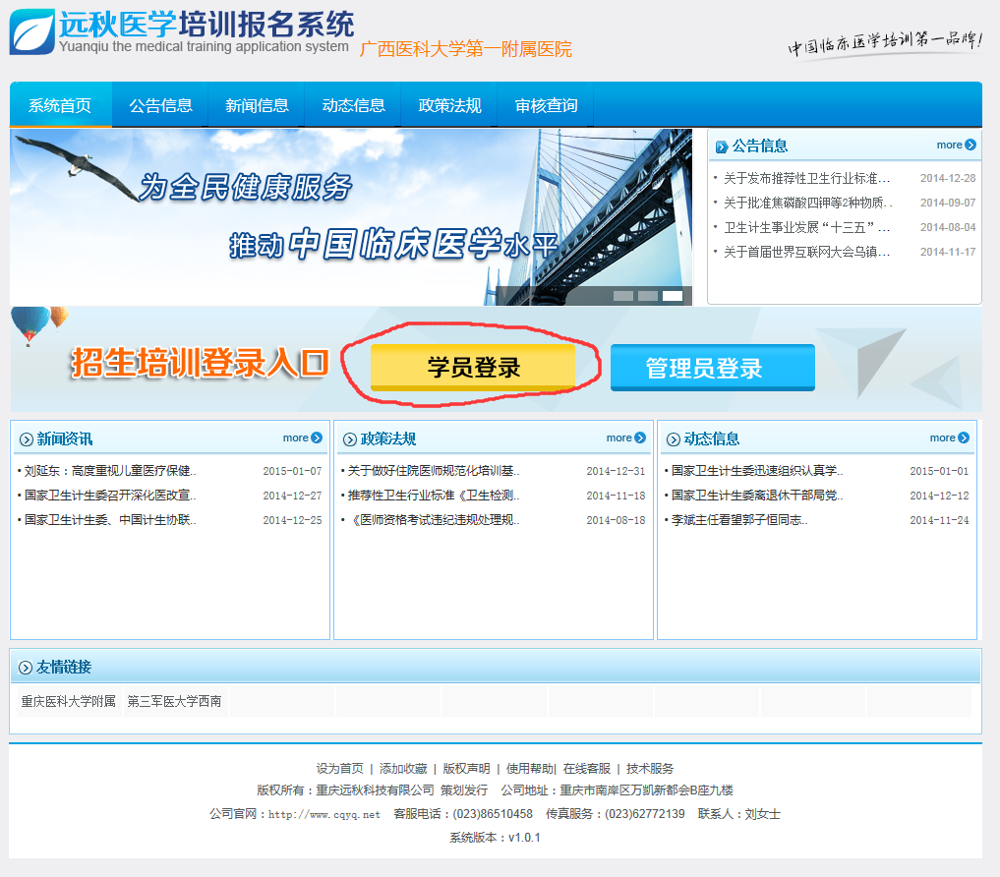 远秋医学培训报名系统
Yuanqiu the medical training application system
广西医科大学第一附属医院
中国临床医学培训第一品牌!
系统首页 公告信息 新闻信息 动态信息 政策法规 审核查询
为全民健康服务
推动中国临床医学水平
公告信息 more
• 关于发布推荐性卫生行业标准... 2014-12-28
• 关于批准焦磷酸四钾等2种物质.. 2014-09-07
• 卫生计生事业发展“十三五”... 2014-08-04
• 关于首届世界互联网大会乌镇... 2014-11-17
招生培训登录入口 学员登录 管理员登录
新闻资讯 more
• 刘延东：高度重视儿童医疗保健.. 2015-01-07
• 国家卫生计生委召开深化医改宣.. 2014-12-27
• 国家卫生计生委、中国计生协联.. 2014-12-25
政策法规 more
• 关于做好住院医师规范化培训基.. 2014-12-31
• 推荐性卫生行业标准《卫生检测.. 2014-11-18
• 《医师资格考试违纪违规处理规.. 2014-08-18
动态信息 more
• 国家卫生计生委迅速组织认真学.. 2015-01-01
• 国家卫生计生委离退休干部局党.. 2014-12-12
• 李斌主任看望郭子恒同志.. 2014-11-24
友情链接
重庆医科大学附属 第三军医大学西南
设为首页 | 添加收藏 | 版权声明 | 使用帮助| 在线客服 | 技术服务
版权所有：重庆远秋科技有限公司 策划发行 公司地址：重庆市南岸区万凯新都会B座九楼
公司官网：http://www.cqyq.net 客服电话：(023)86510458 传真服务：(023)62772139 联系人：刘女士
系统版本：v1.0.1